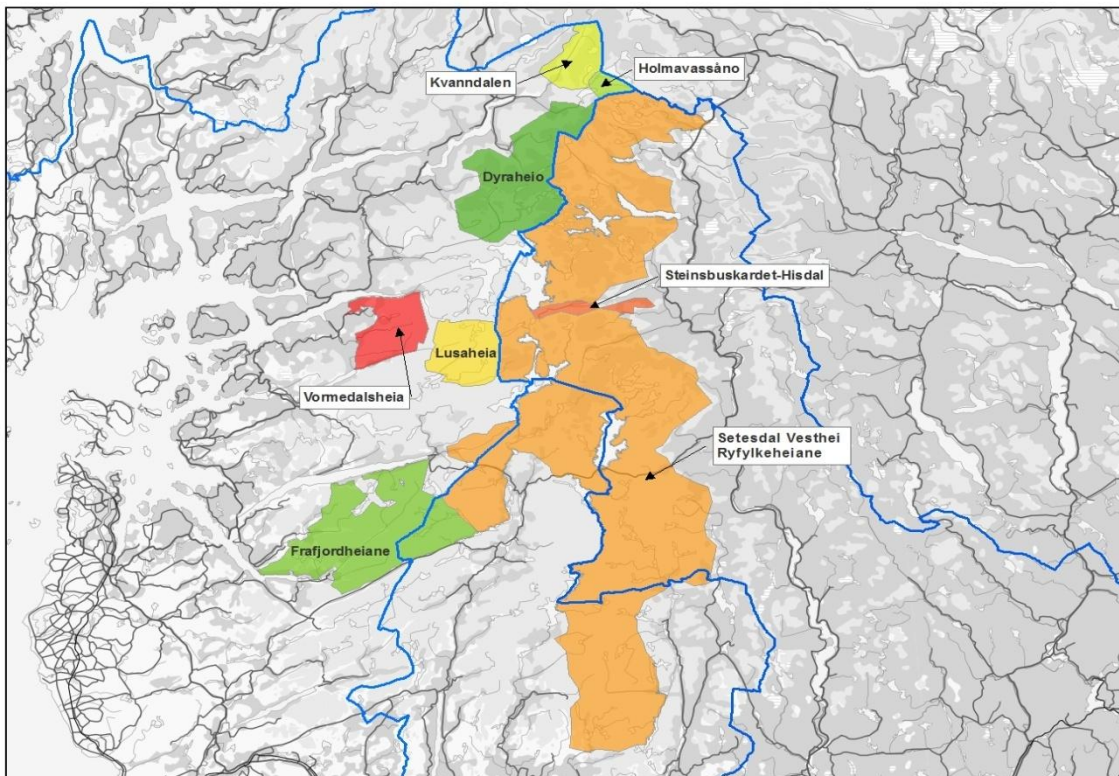 Kvanndalen
Holmavassåno
Dyraheio
Steinsbuskardet-Hisdal
Lusaheia
Vormedalsheia
Setesdal Vesthei
Ryfylkeheiane
Frafjordheiane